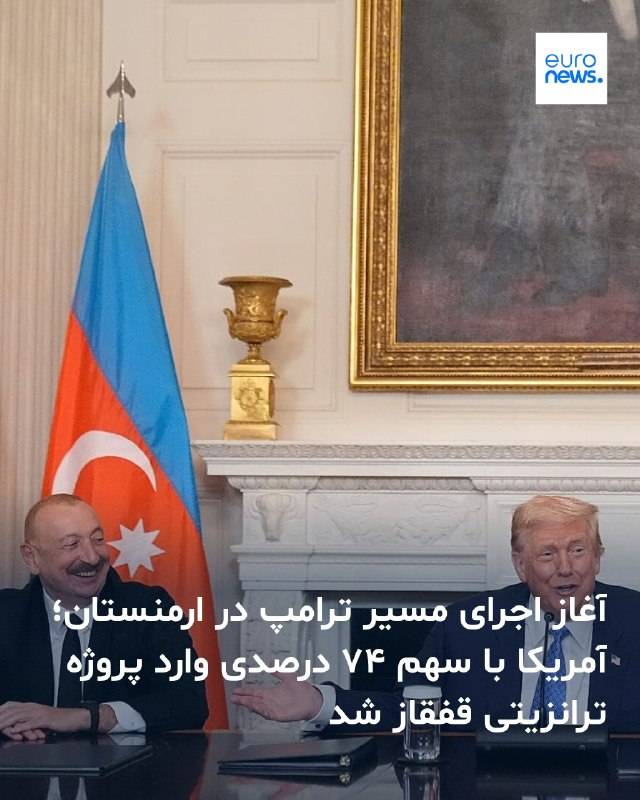 euro
news.
آغاز اجرای مسیر ترامپ در ارمنستان؛
آمریکا با سهم ۷۴ درصدی وارد پروژه
ترانزیتی قفقاز شد